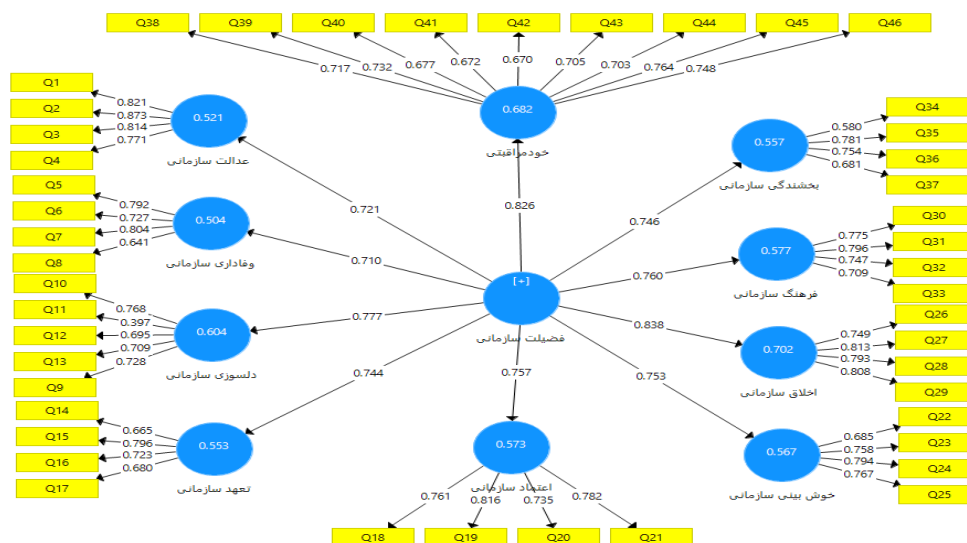 Q38 Q39 Q40 Q41 Q42 Q43 Q44 Q45 Q46
0.717 0.732 0.677 0.672 0.670 0.705 0.703 0.764 0.748
0.682
خودمراقبتی
0.826
Q1
Q2
Q3
Q4
0.821
0.873
0.814
0.771
0.521
عدالت سازمانی
0.721
Q5
Q6
Q7
Q8
0.792
0.727
0.804
0.641
0.504
وفاداری سازمانی
0.710
Q10
Q11
Q12
Q13
Q9
0.768
0.397
0.695
0.709
0.728
0.604
دلسوزی سازمانی
0.777
Q14
Q15
Q16
Q17
0.665
0.796
0.723
0.680
0.553
تعهد سازمانی
0.744
[+]
فضیلت سازمانی
0.757
0.573
اعتماد سازمانی
0.761 0.816 0.735 0.782
Q18 Q19 Q20 Q21
0.746
0.557
بخشندگی سازمانی
0.580
0.781
0.754
0.681
Q34
Q35
Q36
Q37
0.760
0.577
فرهنگ سازمانی
0.775
0.796
0.747
0.709
Q30
Q31
Q32
Q33
0.838
0.702
اخلاق سازمانی
0.749
0.813
0.793
0.808
Q26
Q27
Q28
Q29
0.753
0.567
خوش بینی سازمانی
0.685
0.758
0.794
0.767
Q22
Q23
Q24
Q25